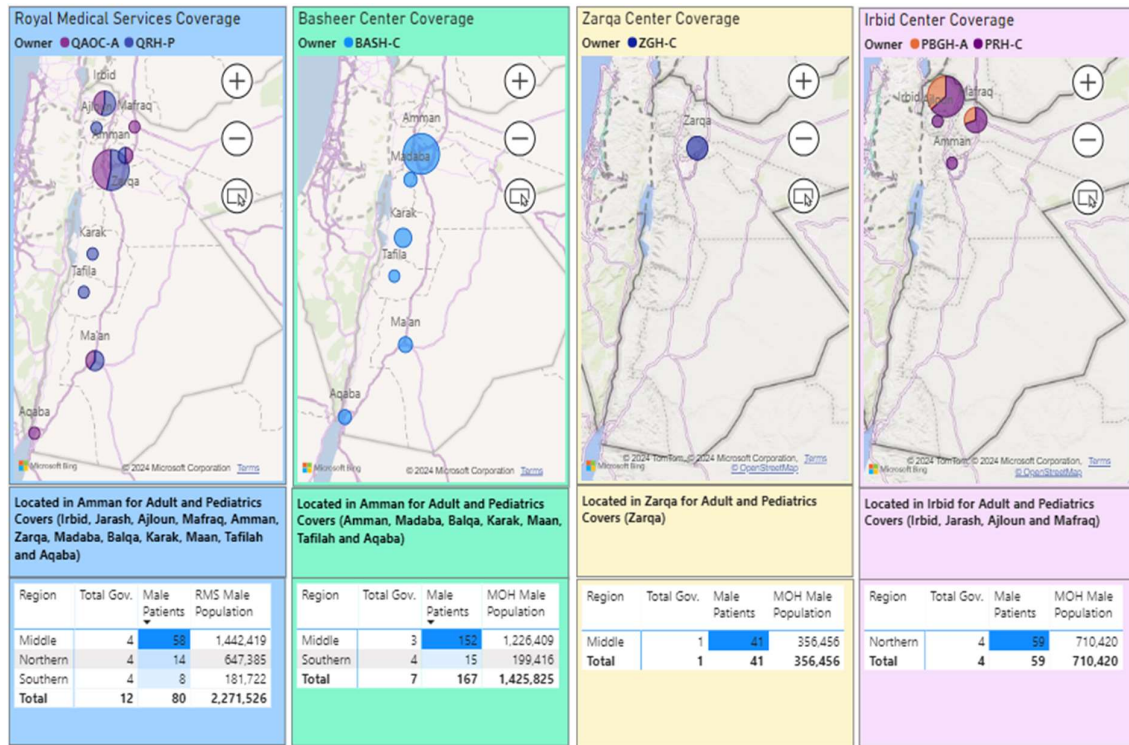 Royal Medical Services Coverage
Owner QAOC-A QRH-P
Irbid
Ajloun Mafraq
Amman
Zarqa
Karak
Tafila
Ma'an
Aqaba
Microsoft Bing
© 2024 Microsoft Corporation Terms
Located in Amman for Adult and Pediatrics
Covers (Irbid, Jarash, Ajloun, Mafraq, Amman,
Zarqa, Madaba, Balqa, Karak, Maan, Tafilah
and Aqaba)
Region Total Gov. Male Patients RMS Male Population
Middle 4 58 1,442,419
Northern 4 14 647,385
Southern 4 8 181,722
Total 12 80 2,271,526
Basheer Center Coverage
Owner BASH-C
Amman
Madaba
Karak
Tafila
Ma'an
Aqaba
Microsoft Bing
© 2024 Microsoft Corporation Terms
Located in Amman for Adult and Pediatrics
Covers (Amman, Madaba, Balqa, Karak, Maan,
Tafilah and Aqaba)
Region Total Gov. Male Patients MOH Male Population
Middle 3 152 1,226,409
Southern 4 15 199,416
Total 7 167 1,425,825
Zarqa Center Coverage
Owner ZGH-C
Zarqa
Microsoft Bing
© 2024 TomTom, © 2024 Microsoft Corporation Terms
© OpenStreetMap
Located in Zarqa for Adult and Pediatrics
Covers (Zarqa)
Region Total Gov. Male Patients MOH Male Population
Middle 1 41 356,456
Total 1 41 356,456
Irbid Center Coverage
Owner PBGH-A PRH-C
Irbid Mafraq
Amman
Microsoft Bing
© 2024 TomTom, © 2024 Microsoft Corporation Terms
© OpenStreetMap
Located in Irbid for Adult and Pediatrics
Covers (Irbid, Jarash, Ajloun and Mafraq)
Region Total Gov. Male Patients MOH Male Population
Northern 4 59 710,420
Total 4 59 710,420